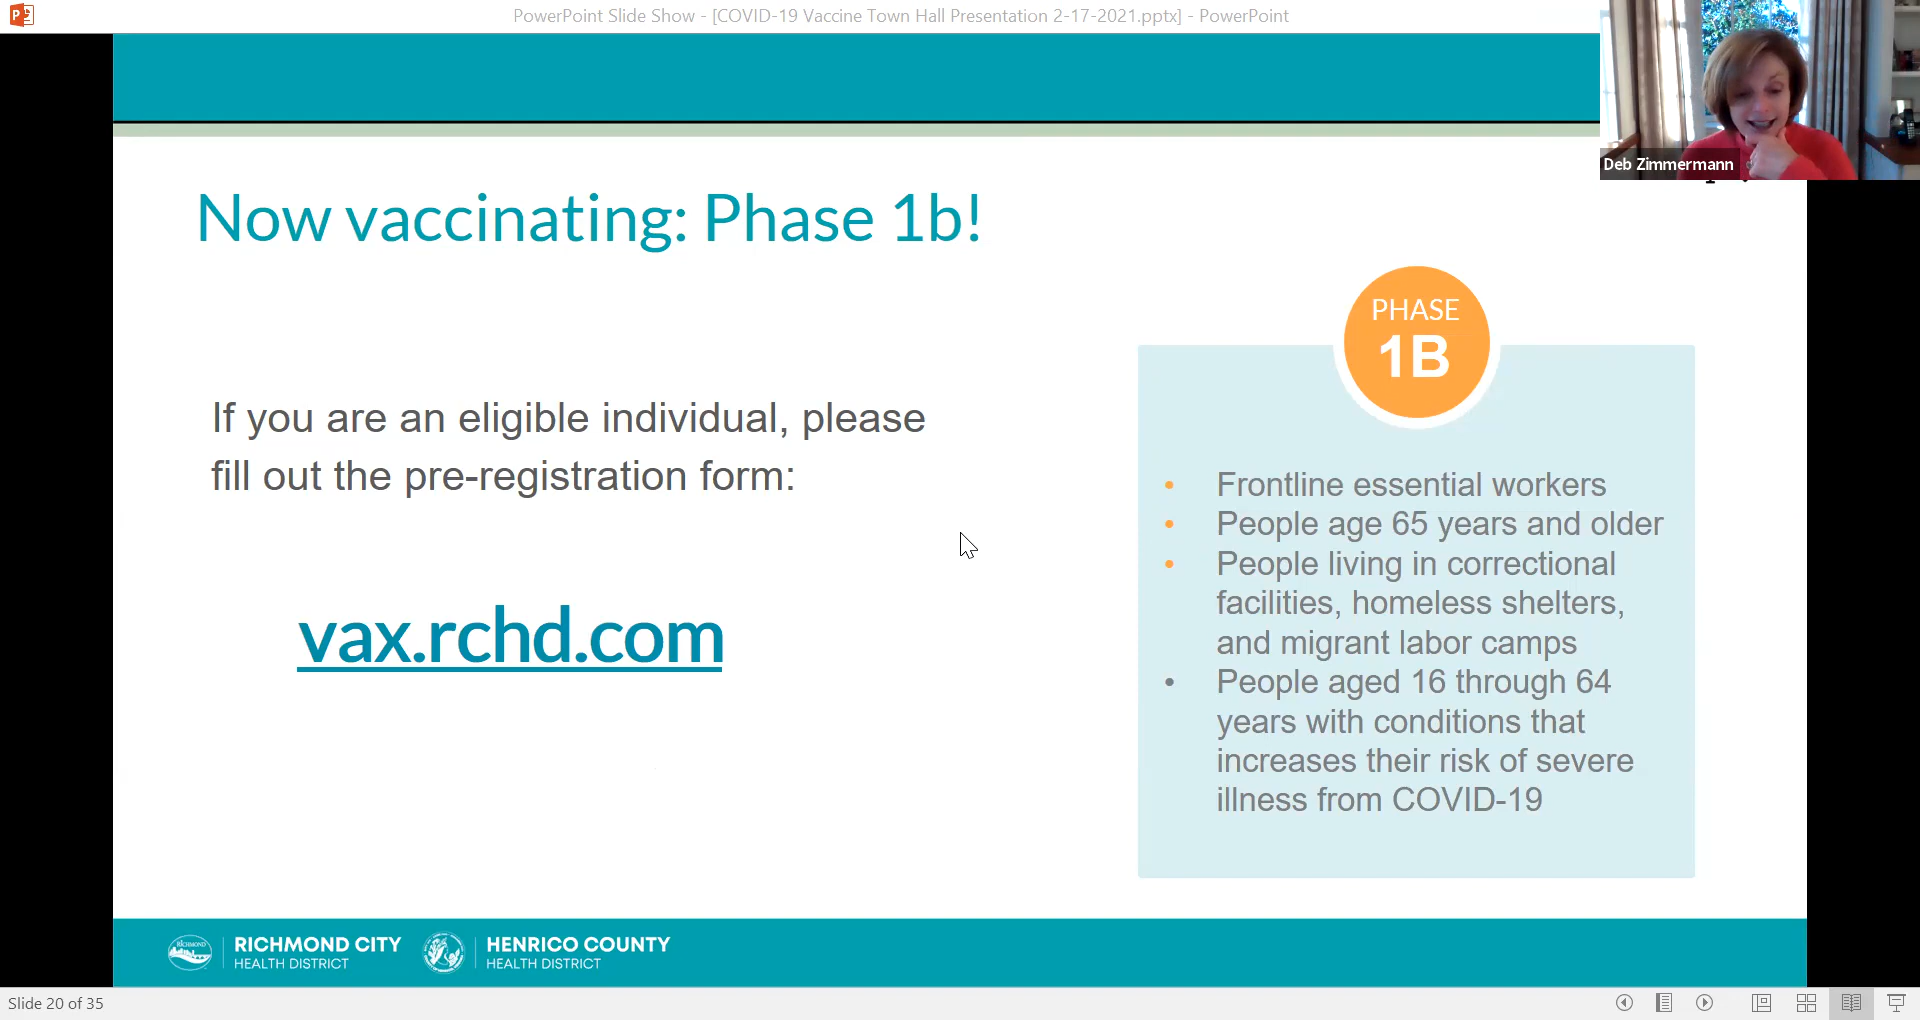 PowerPoint Slide Show - [COVID-19 Vaccine Town Hall Presentation 2-17-2021.pptx] - PowerPoint
Deb Zimmermann
Now vaccinating: Phase 1b!
If you are an eligible individual, please
fill out the pre-registration form:
vax.rchd.com
PHASE
1B
• Frontline essential workers
• People age 65 years and older
• People living in correctional
facilities, homeless shelters,
and migrant labor camps
• People aged 16 through 64
years with conditions that
increases their risk of severe
illness from COVID-19
RICHMOND
RICHMOND CITY
HEALTH DISTRICT
HENRICO COUNTY
HEALTH DISTRICT
Slide 20 of 35